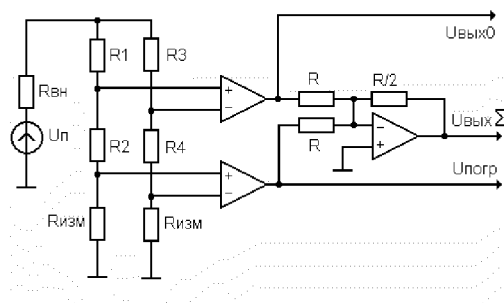 Uвых0
R1
R3
Rвн
R
R/2
Uп
+
−
Uвых Σ
R2
R4
R
−
+
Uпогр
+
−
Rизм
Rизм